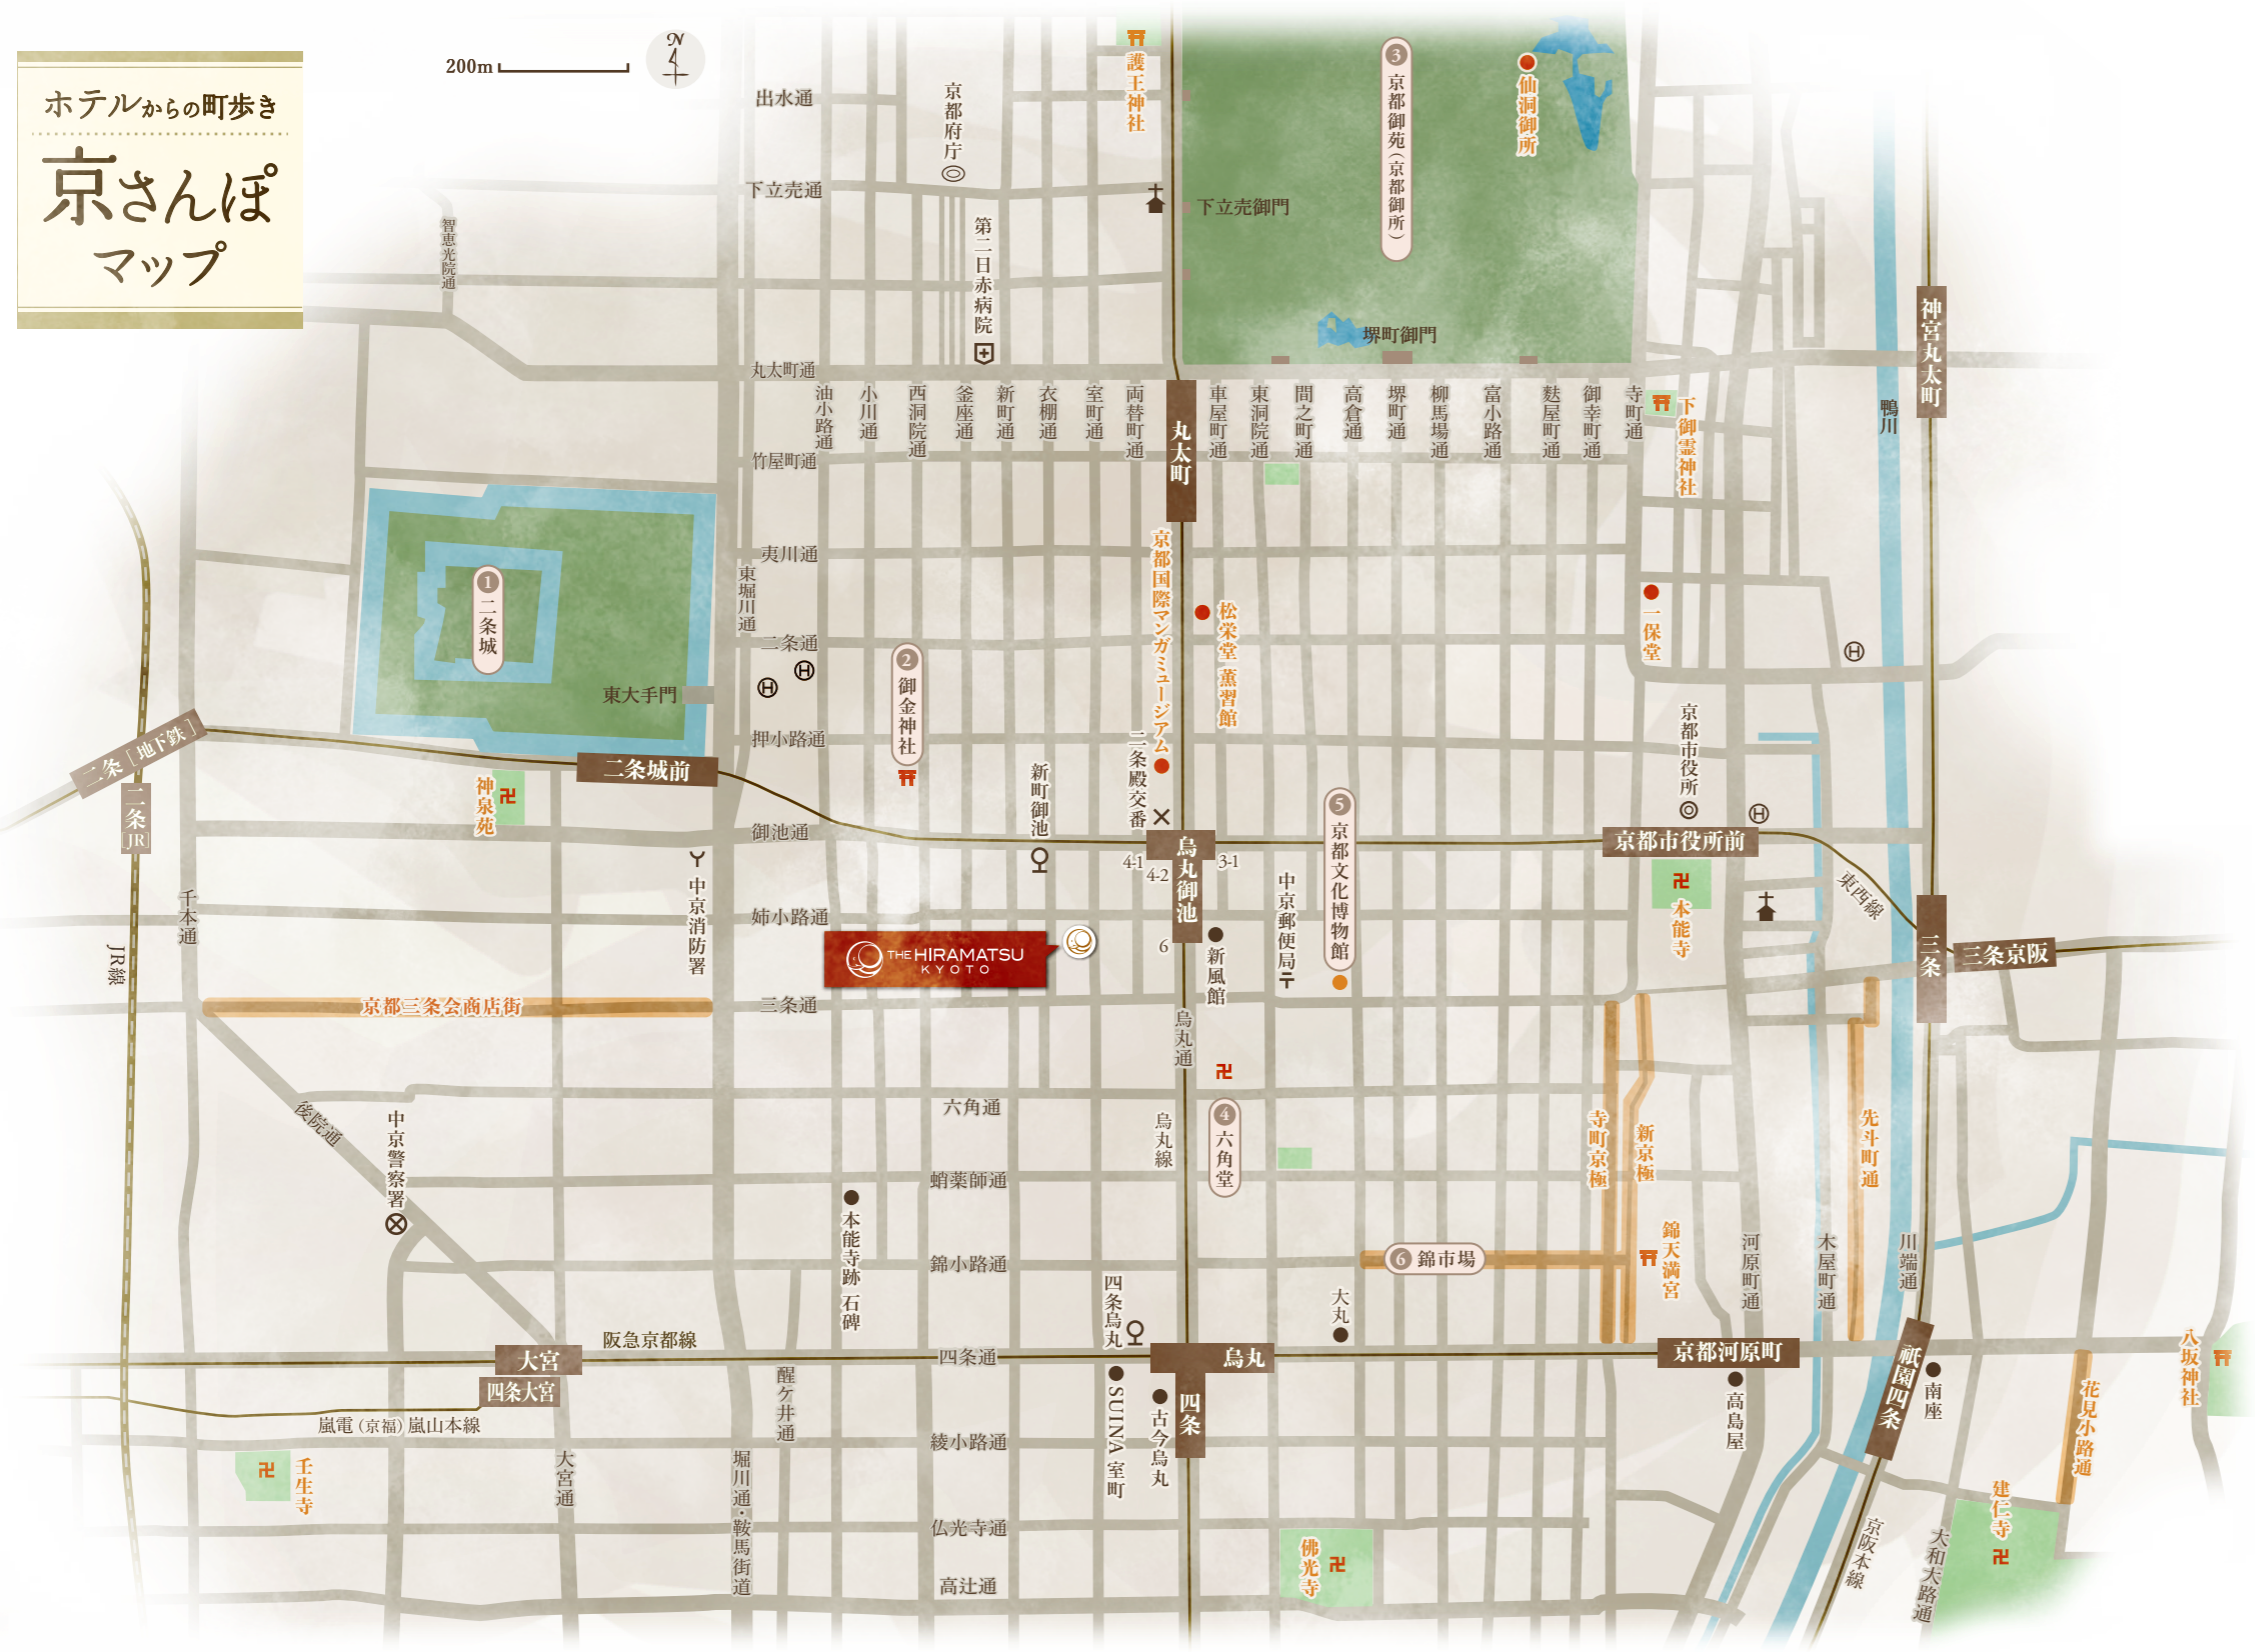 ホテルからの町歩き
京さんぽ
マップ
200m
N
護王神社
③ 京都御苑(京都御所)
仙洞御所
出水通
京都府庁
下立売通
下立売御門
智恵光院通
第二日赤病院
堺町御門
神宮丸太町
丸太町通
油小路通
小川通
西洞院通
釜座通
新町通
衣棚通
室町通
両替町通
丸太町
車屋町通
東洞院通
間之町通
高倉通
堺町通
柳馬場通
富小路通
麩屋町通
御幸町通
寺町通
下御霊神社
鴨川
竹屋町通
夷川通
東堀川通
京都国際マンガミュージアム
松栄堂 薫習館
① 二条城
一保堂
二条通
H
H
H
② 御金神社
東大手門
押小路通
二条[地下鉄]
二条城前
二条[JR]
神泉苑
新町御池
二条殿交番
京都市役所
H
御池通
烏丸御池
4-1
4-2
3-1
6
⑤ 京都文化博物館
京都市役所前
中京消防署
中京郵便局
本能寺
東西線
千本通
姉小路通
THE HIRAMATSU
KYOTO
新風館
三条
三条京阪
JR線
京都三条会商店街
三条通
烏丸通
後院通
中京警察署
六角通
烏丸線
④ 六角堂
寺町京極
新京極
先斗町通
蛸薬師通
本能寺跡 石碑
錦小路通
⑥ 錦市場
錦天満宮
河原町通
木屋町通
川端通
四条烏丸
大丸
阪急京都線
大宮
四条通
烏丸
京都河原町
祇園四条
八坂神社
四条大宮
醒ケ井通
SUINA 室町
古今烏丸
四条
高島屋
南座
花見小路通
嵐電(京福)嵐山本線
綾小路通
壬生寺
大宮通
堀川通・鞍馬街道
建仁寺
仏光寺通
佛光寺
京阪本線
大和大路通
高辻通